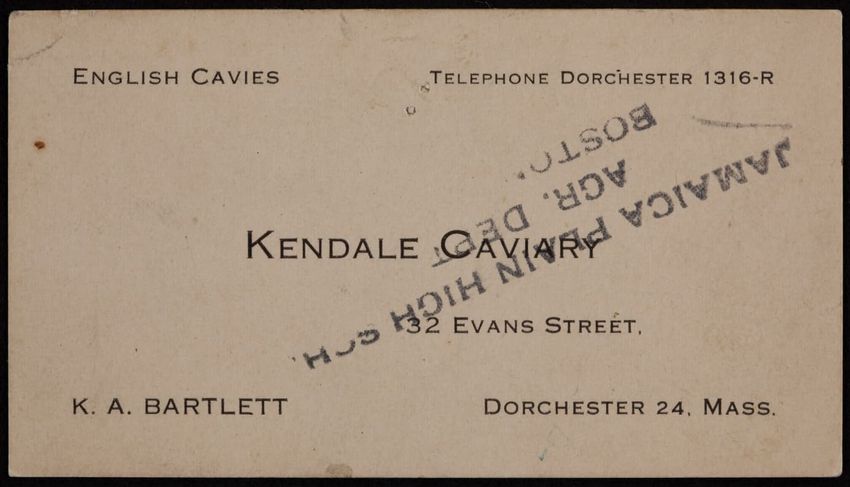 ENGLISH CAVIES
TELEPHONE DORCHESTER 1316-R
KENDALE CAVIARY
32 EVANS STREET,
K. A. BARTLETT
DORCHESTER 24, MASS.
JAMAICA PLAIN HIGH SCH
AGR. DEPT